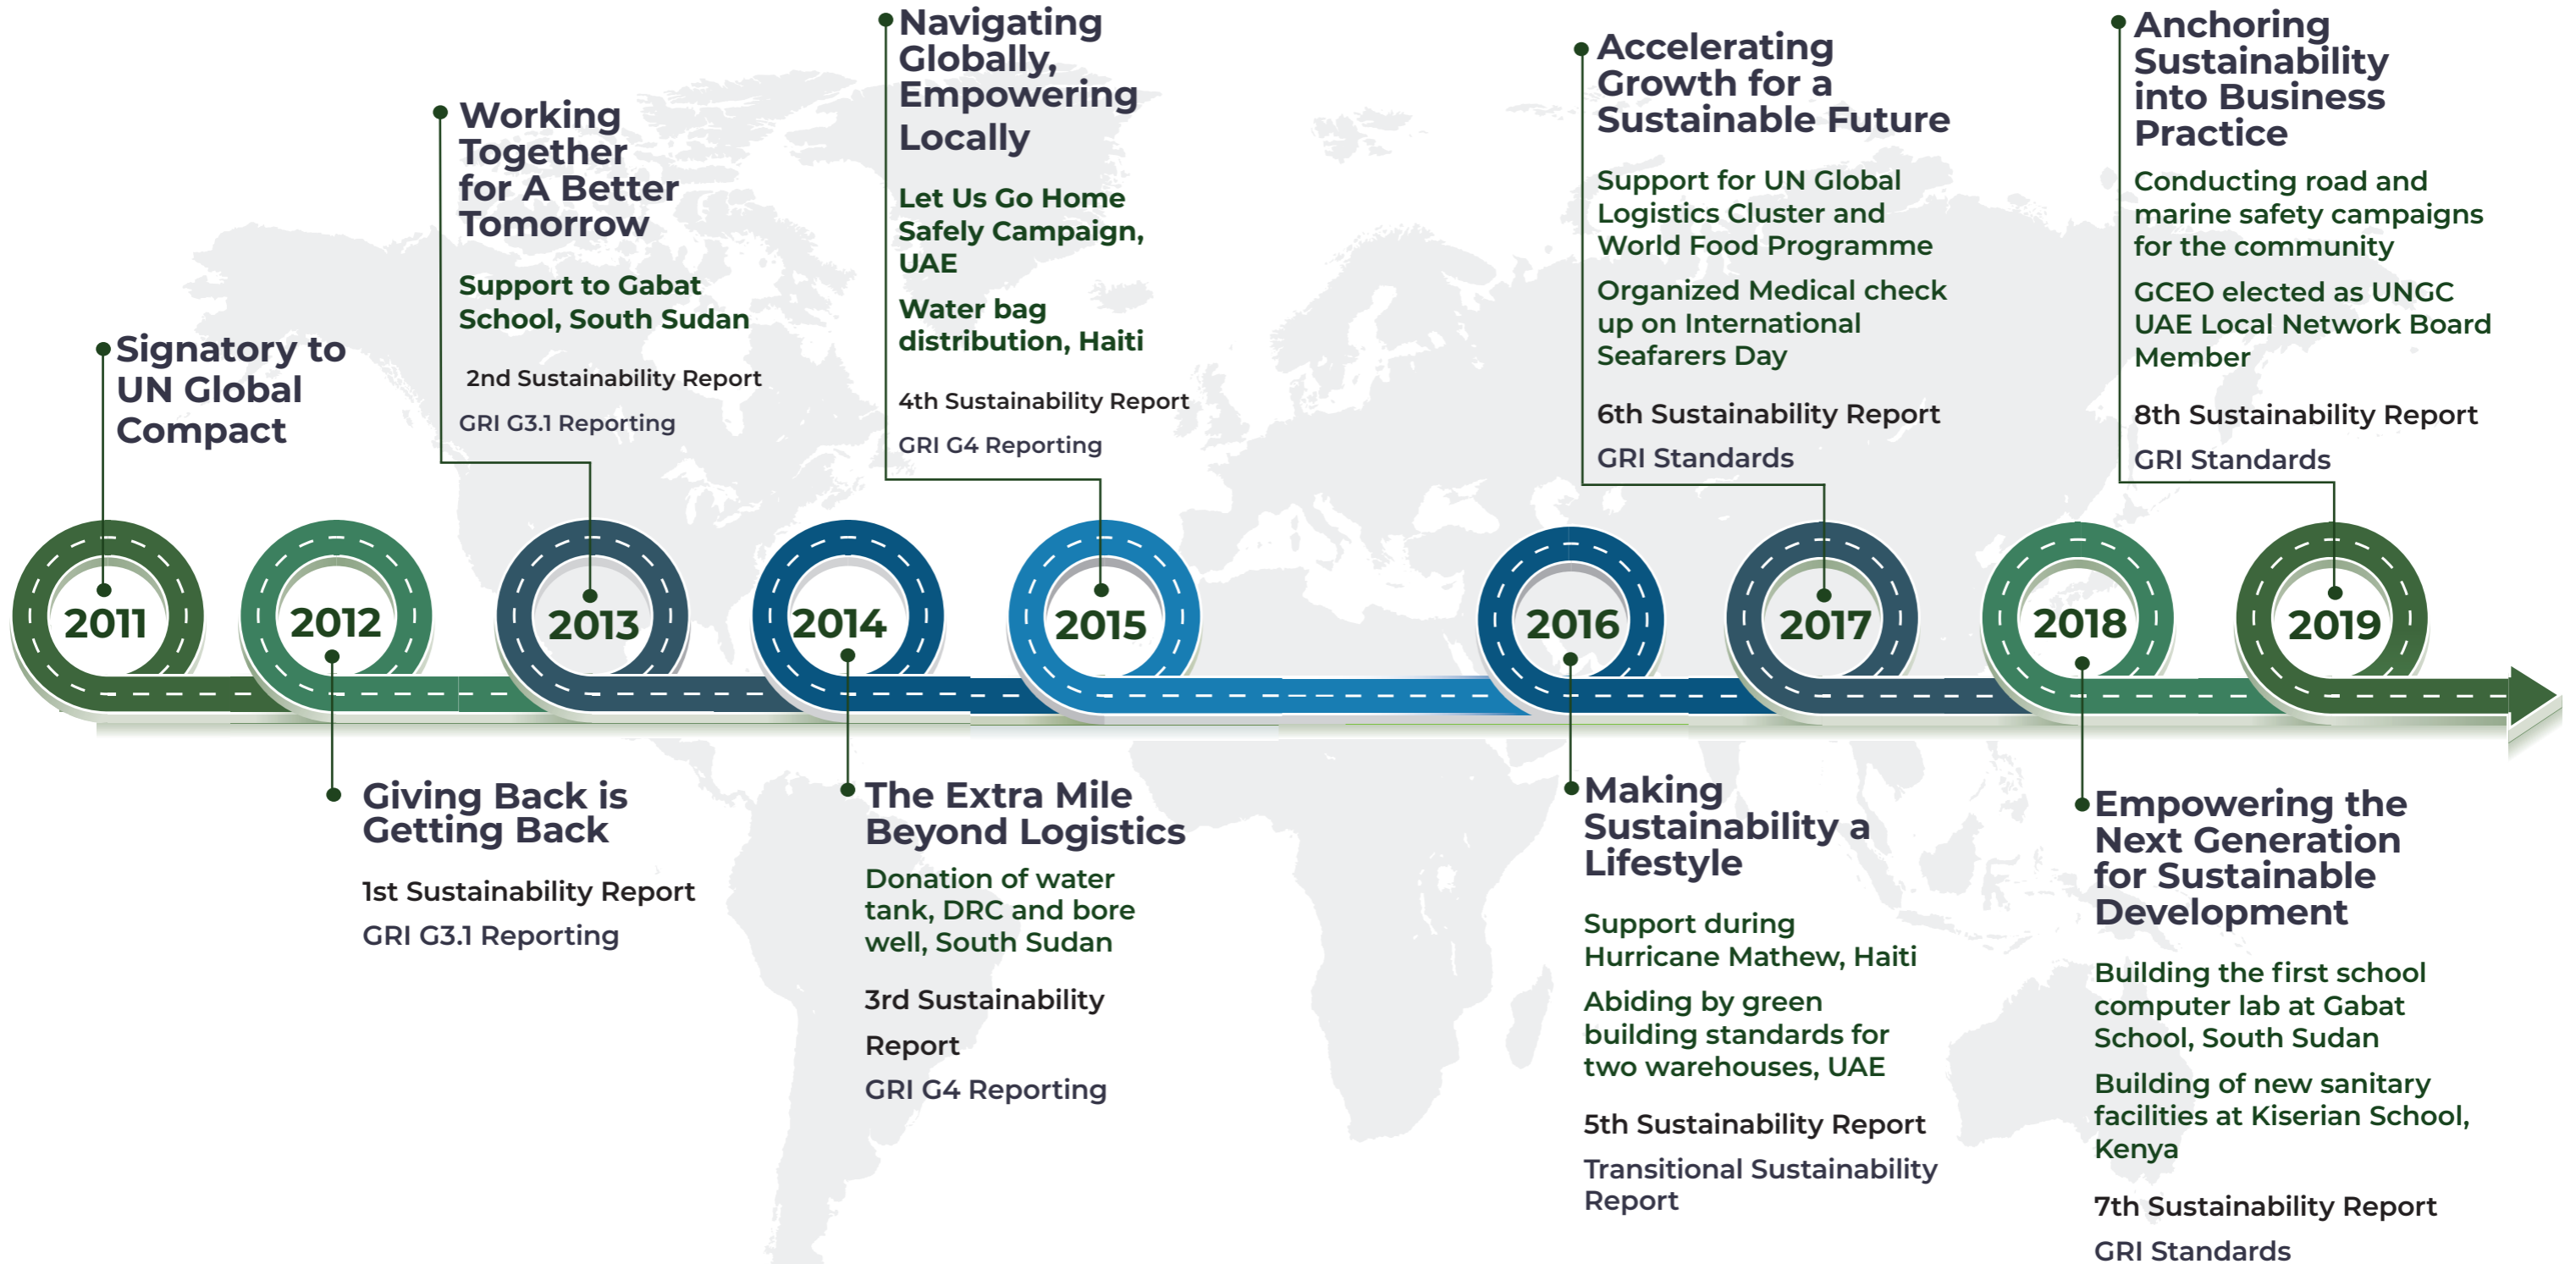 Signatory to
UN Global
Compact
2011
2012
Giving Back is
Getting Back
1st Sustainability Report
GRI G3.1 Reporting
Working
Together
for A Better
Tomorrow
Support to Gabat
School, South Sudan
2nd Sustainability Report
GRI G3.1 Reporting
2013
2014
The Extra Mile
Beyond Logistics
Donation of water
tank, DRC and bore
well, South Sudan
3rd Sustainability
Report
GRI G4 Reporting
Navigating
Globally,
Empowering
Locally
Let Us Go Home
Safely Campaign,
UAE
Water bag
distribution, Haiti
4th Sustainability Report
GRI G4 Reporting
2015
2016
Making
Sustainability a
Lifestyle
Support during
Hurricane Mathew, Haiti
Abiding by green
building standards for
two warehouses, UAE
5th Sustainability Report
Transitional Sustainability
Report
Accelerating
Growth for a
Sustainable Future
Support for UN Global
Logistics Cluster and
World Food Programme
Organized Medical check
up on International
Seafarers Day
6th Sustainability Report
GRI Standards
2017
2018
Empowering the
Next Generation
for Sustainable
Development
Building the first school
computer lab at Gabat
School, South Sudan
Building of new sanitary
facilities at Kiserian School,
Kenya
7th Sustainability Report
GRI Standards
Anchoring
Sustainability
into Business
Practice
Conducting road and
marine safety campaigns
for the community
GCEO elected as UNGC
UAE Local Network Board
Member
8th Sustainability Report
GRI Standards
2019